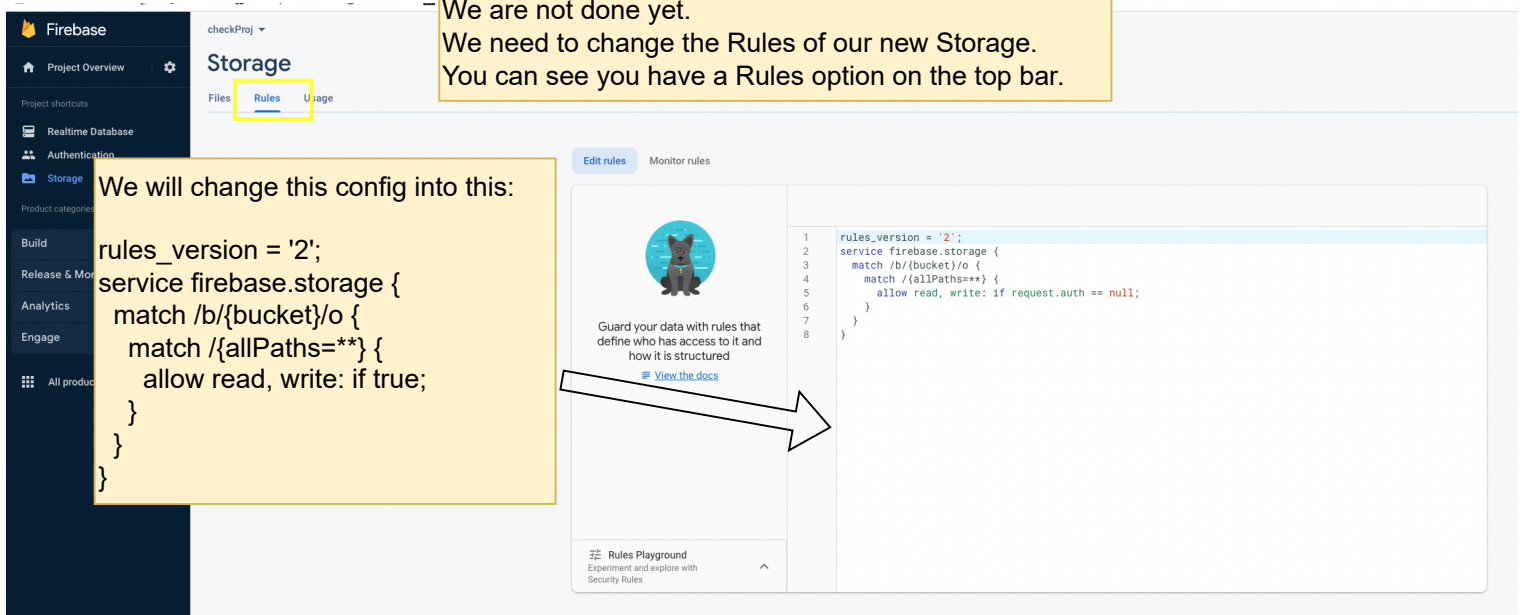 We are not done yet.
We need to change the Rules of our new Storage.
You can see you have a Rules option on the top bar.
Firebase
checkProj
Project Overview
Storage
Project shortcuts
Files Rules Usage
Realtime Database
Authentication
Storage
Product categories
Build
Release & Mon
Analytics
Engage
All produc
We will change this config into this:
rules_version = '2';
service firebase.storage {
match /b/{bucket}/o {
match /{allPaths=**} {
allow read, write: if true;
}
}
}
Edit rules Monitor rules
Guard your data with rules that
define who has access to it and
how it is structured
View the docs
Rules Playground
Experiment and explore with
Security Rules
1 rules_version = '2';
2 service firebase.storage {
3 match /b/{bucket}/o {
4 match /{allPaths=**} {
5 allow read, write: if request.auth == null;
6 }
7 }
8 }